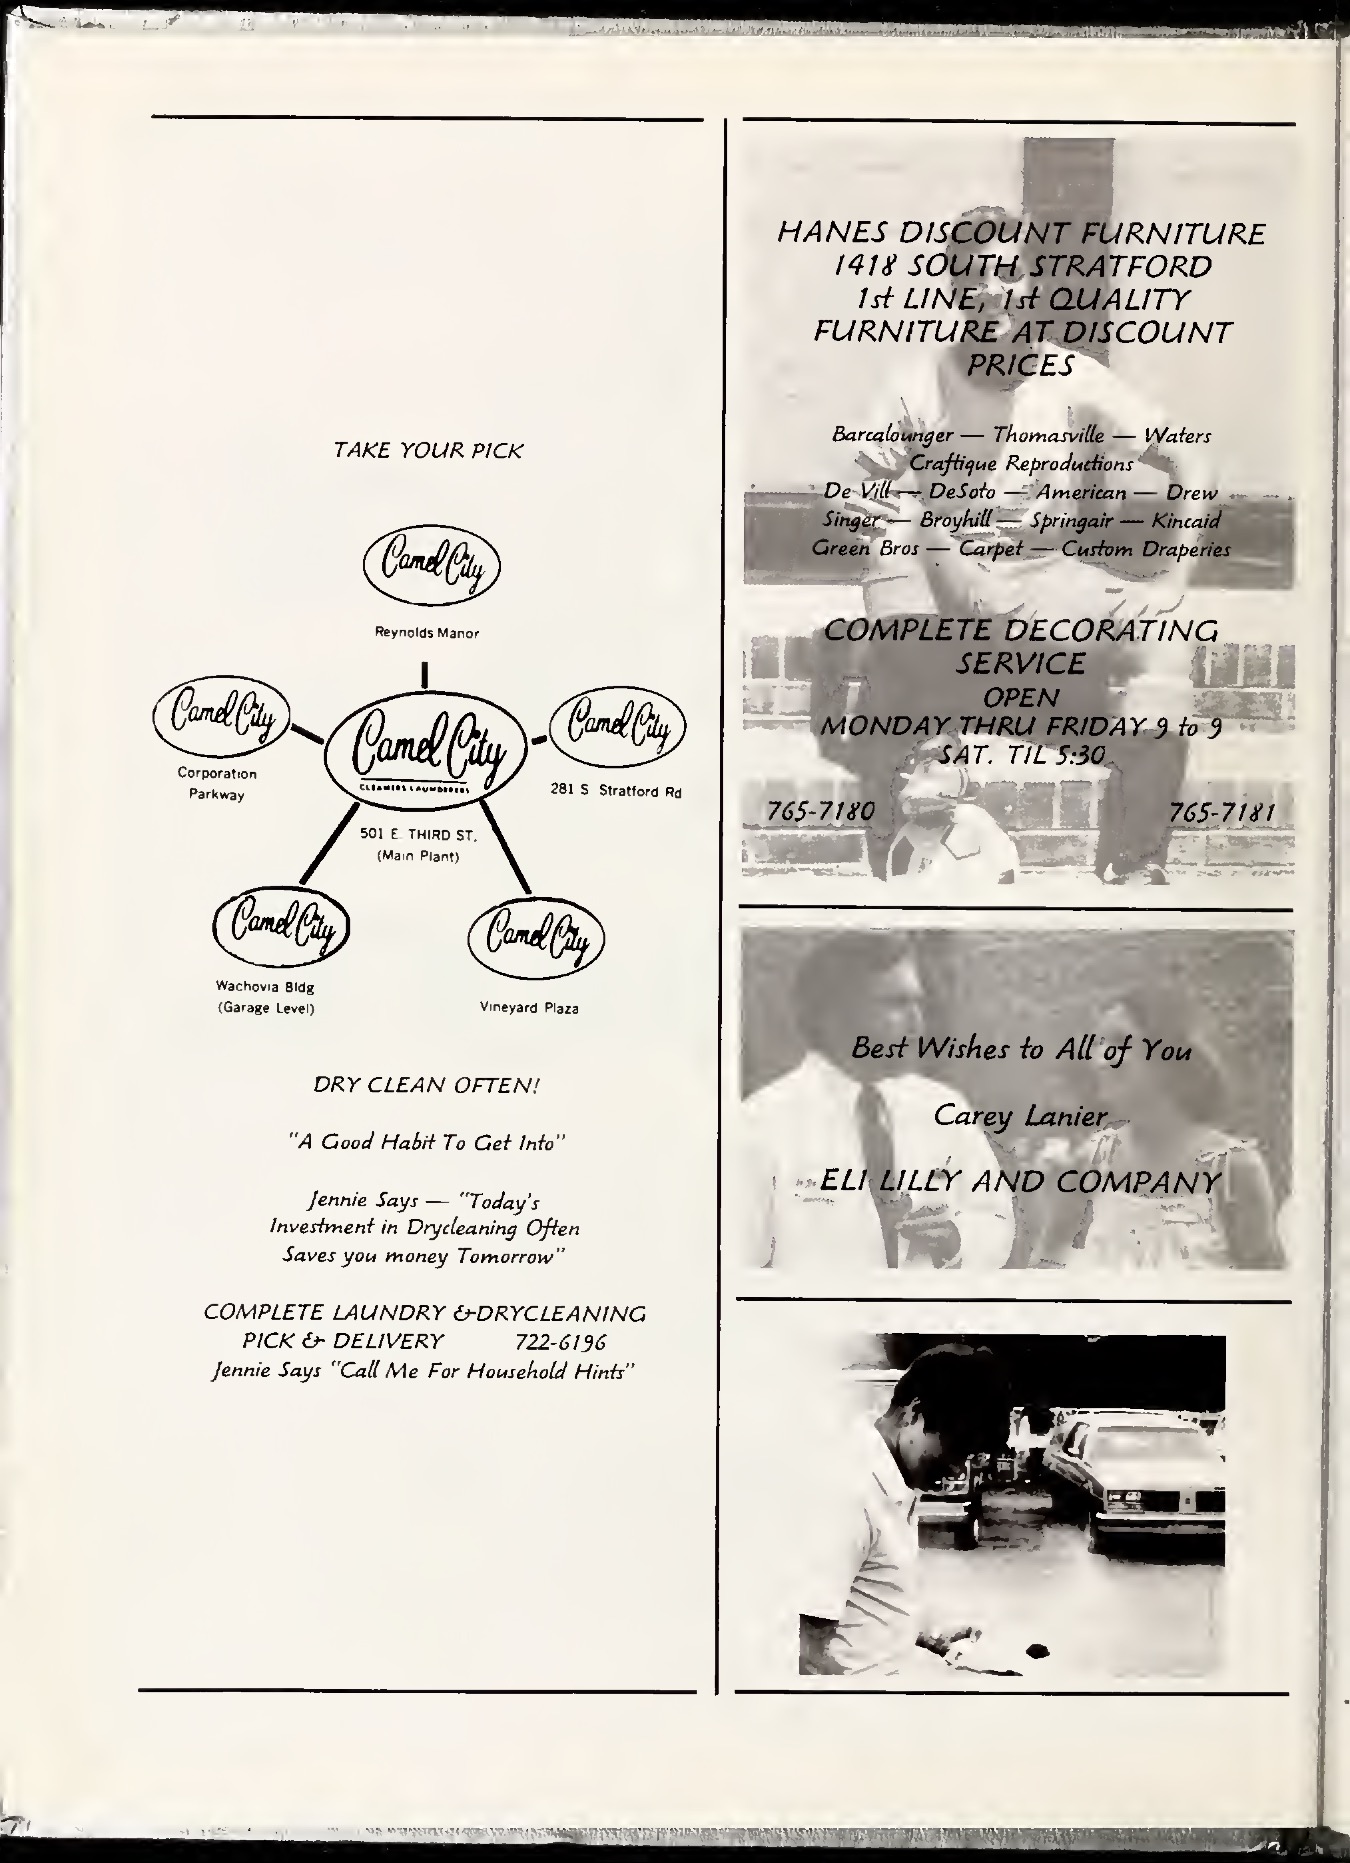 TAKE YOUR PICK
Camel City
Reynolds Manor
Camel City
Corporation
Parkway
Camel City
CLEANERS LAUNDERERS
501 E. THIRD ST.
(Main Plant)
Camel City
281 S Stratford Rd
Camel City
Wachovia Bldg
(Garage Level)
Camel City
Vineyard Plaza
DRY CLEAN OFTEN!
"A Good Habit To Get Into"
Jennie Says — "Today's
Investment in Drycleaning Often
Saves you money Tomorrow"
COMPLETE LAUNDRY & DRYCLEANING
PICK & DELIVERY 722-6196
Jennie Says "Call Me For Household Hints"
HANES DISCOUNT FURNITURE
1418 SOUTH STRATFORD
1st LINE, 1st QUALITY
FURNITURE AT DISCOUNT
PRICES
Barcalounger — Thomasville — Waters
Craftique Reproductions
De Vill — DeSoto — American — Drew
Singer — Broyhill — Springair — Kincaid
Green Bros — Carpet — Custom Draperies
COMPLETE DECORATING
SERVICE
OPEN
MONDAY THRU FRIDAY 9 to 9
SAT. TIL 5:30
765-7180 765-7181
Best Wishes to All of You
Carey Lanier
ELI LILLY AND COMPANY